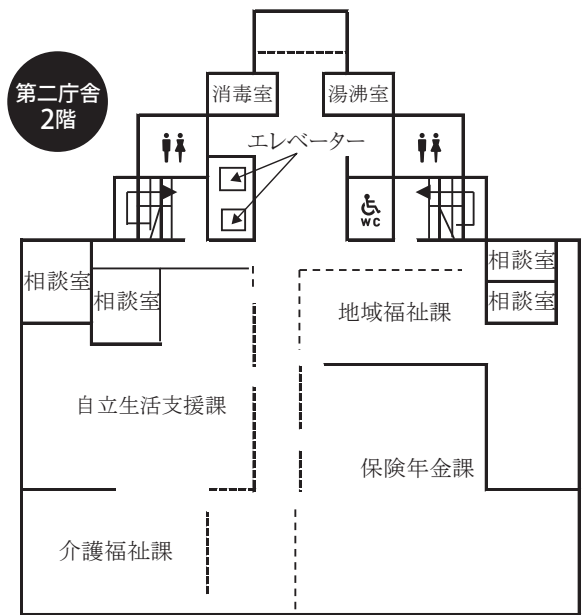 第二庁舎
2階
消毒室
湯沸室
エレベーター
WC
相談室
相談室
相談室
相談室
地域福祉課
自立生活支援課
保険年金課
介護福祉課